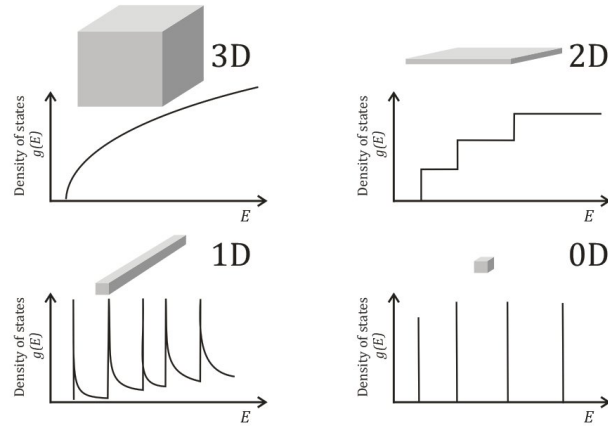 3D
Density of states
g(E)
E
2D
Density of states
g(E)
E
1D
Density of states
g(E)
E
0D
Density of states
g(E)
E